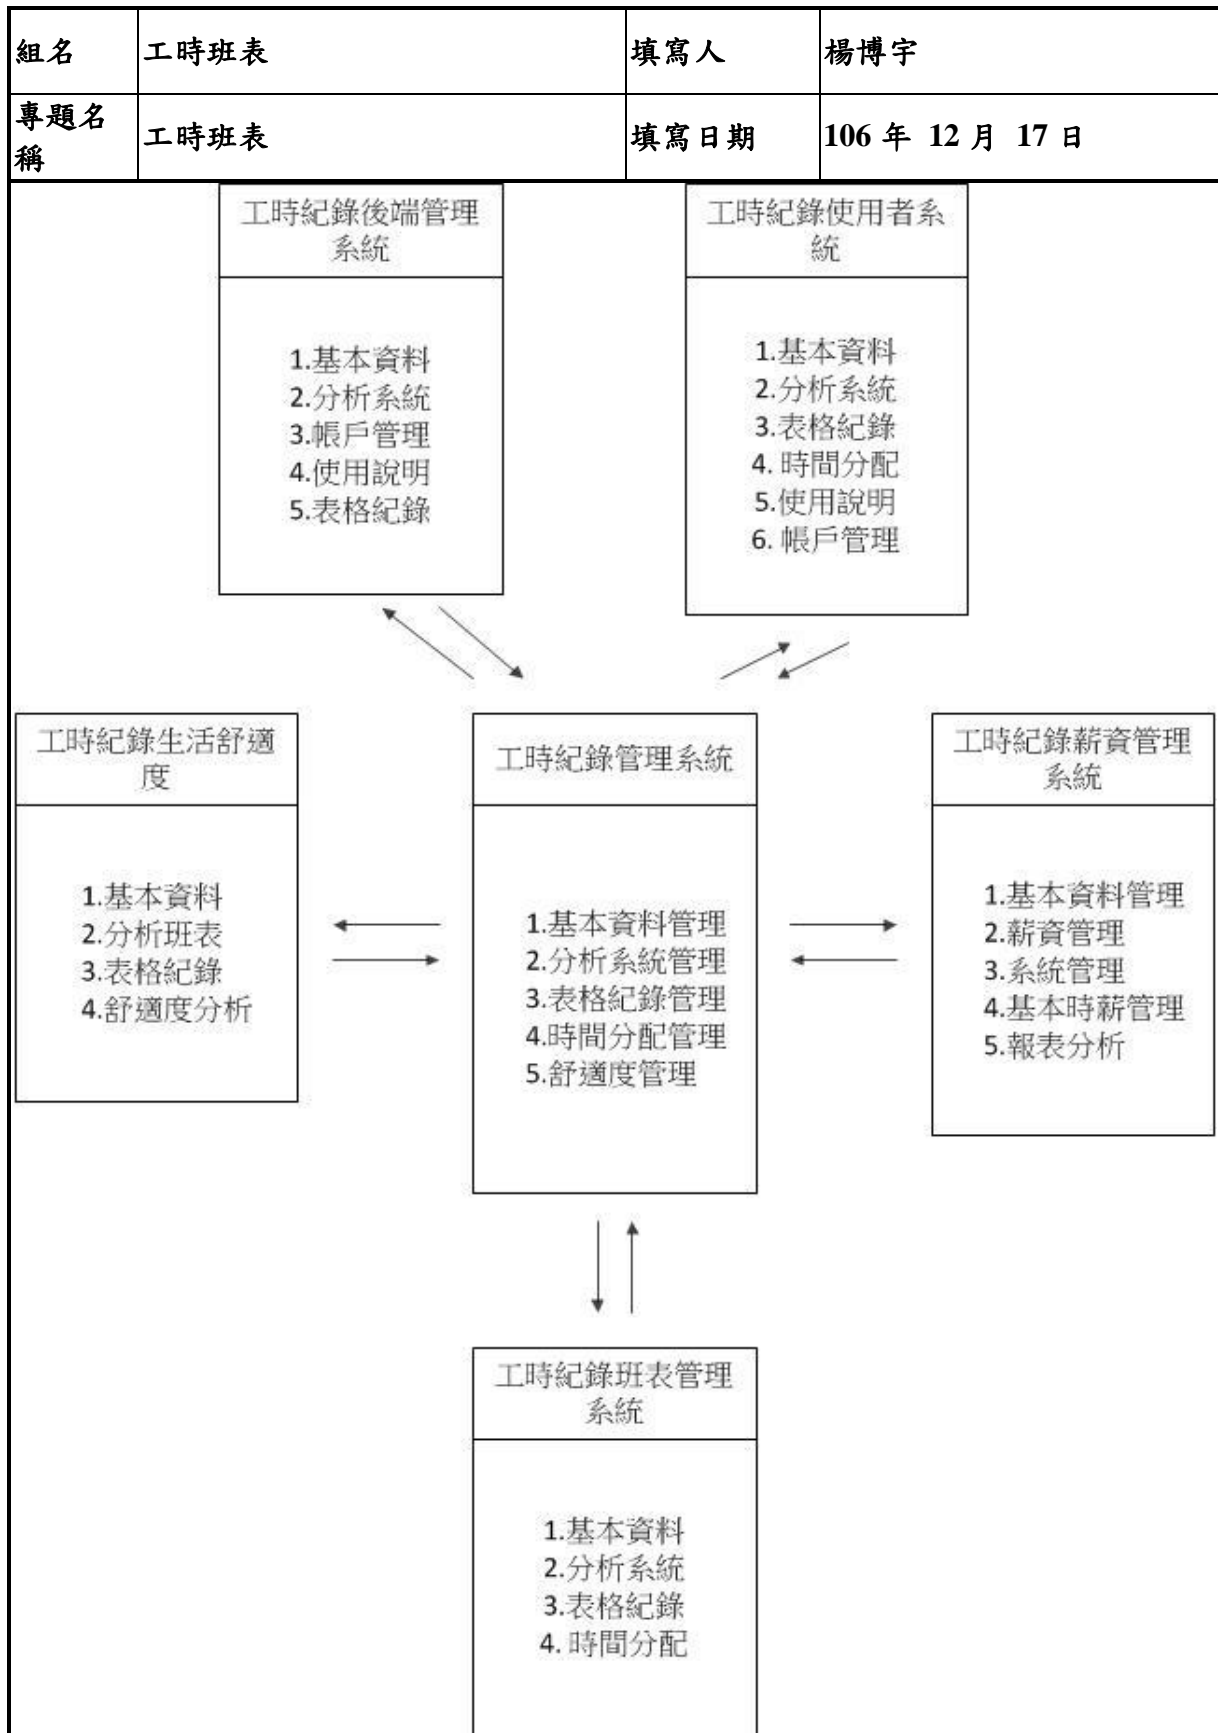 組名 工時班表 填寫人 楊博宇
專題名
稱 工時班表 填寫日期 106 年 12 月 17 日
工時紀錄後端管理
系統
1.基本資料
2.分析系統
3.帳戶管理
4.使用說明
5.表格紀錄
工時紀錄使用者系
統
1.基本資料
2.分析系統
3.表格紀錄
4. 時間分配
5.使用說明
6. 帳戶管理
工時紀錄生活舒適
度
1.基本資料
2.分析班表
3.表格紀錄
4.舒適度分析
工時紀錄管理系統
1.基本資料管理
2.分析系統管理
3.表格紀錄管理
4.時間分配管理
5.舒適度管理
工時紀錄薪資管理
系統
1.基本資料管理
2.薪資管理
3.系統管理
4.基本時薪管理
5.報表分析
工時紀錄班表管理
系統
1.基本資料
2.分析系統
3.表格紀錄
4. 時間分配